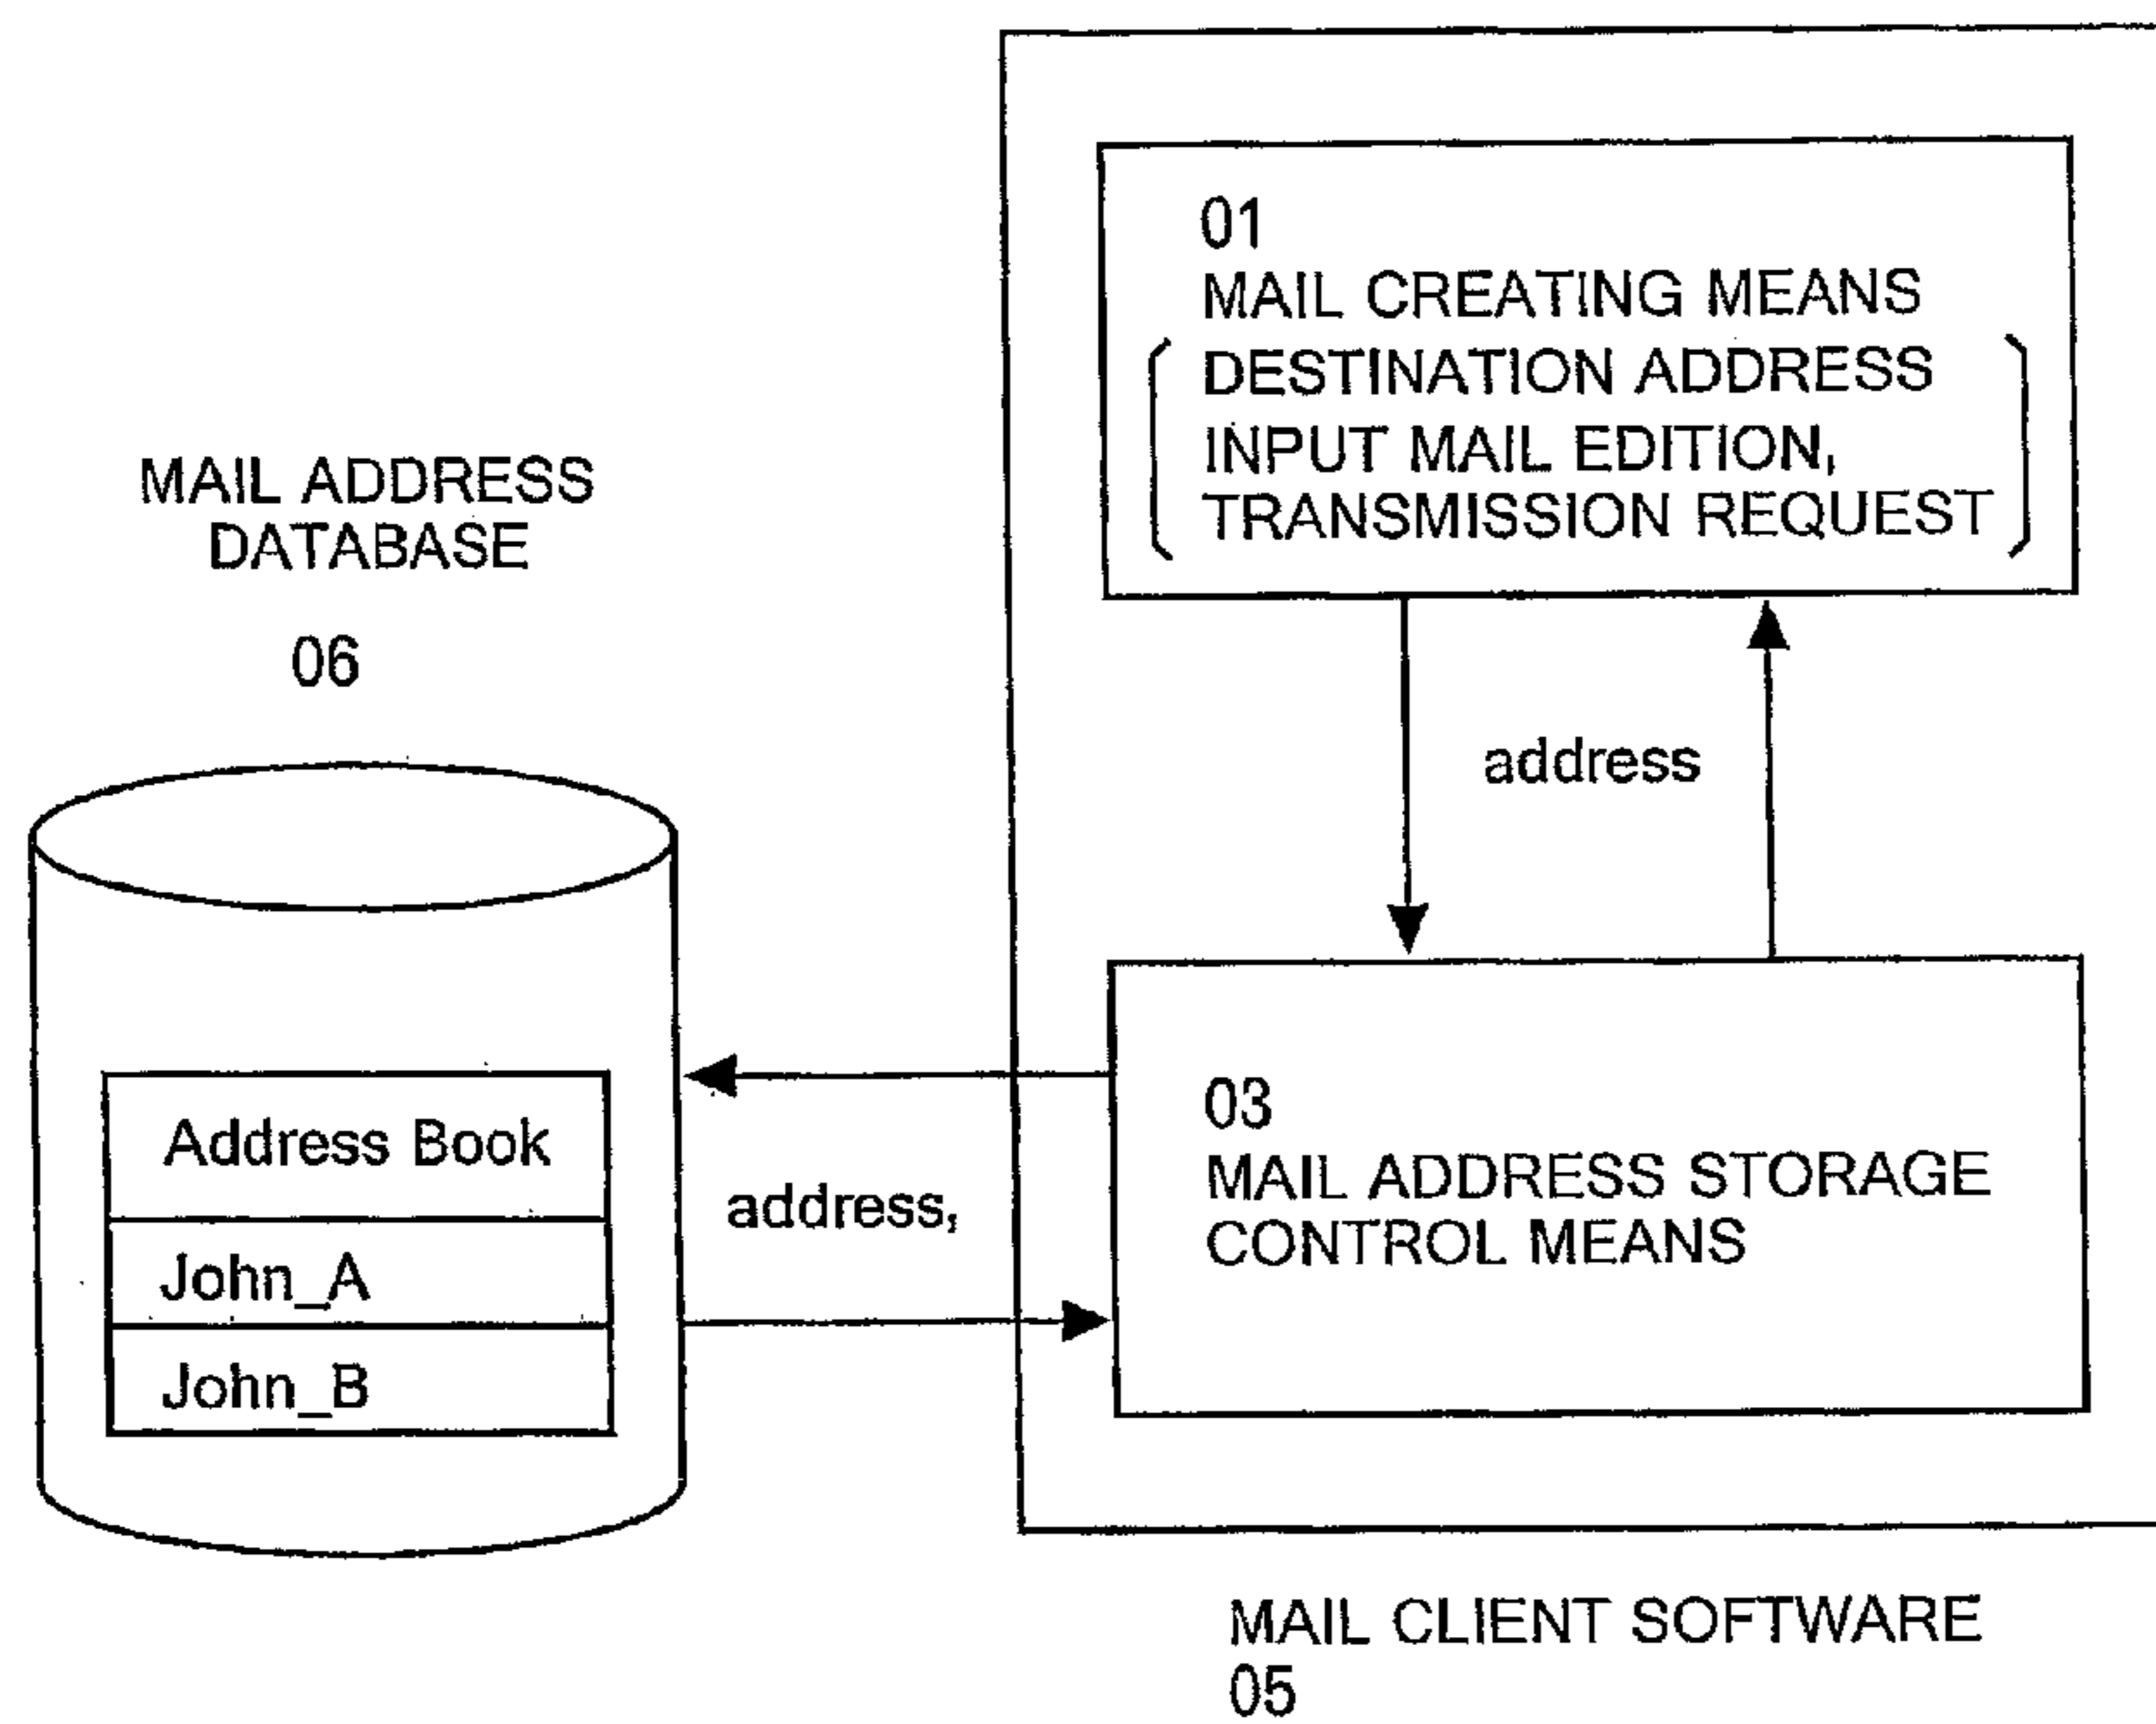 01
MAIL CREATING MEANS
DESTINATION ADDRESS
INPUT MAIL EDITION,
TRANSMISSION REQUEST
MAIL ADDRESS
DATABASE
06
address
Address Book
John_A
John_B
address,
03
MAIL ADDRESS STORAGE
CONTROL MEANS
MAIL CLIENT SOFTWARE
05